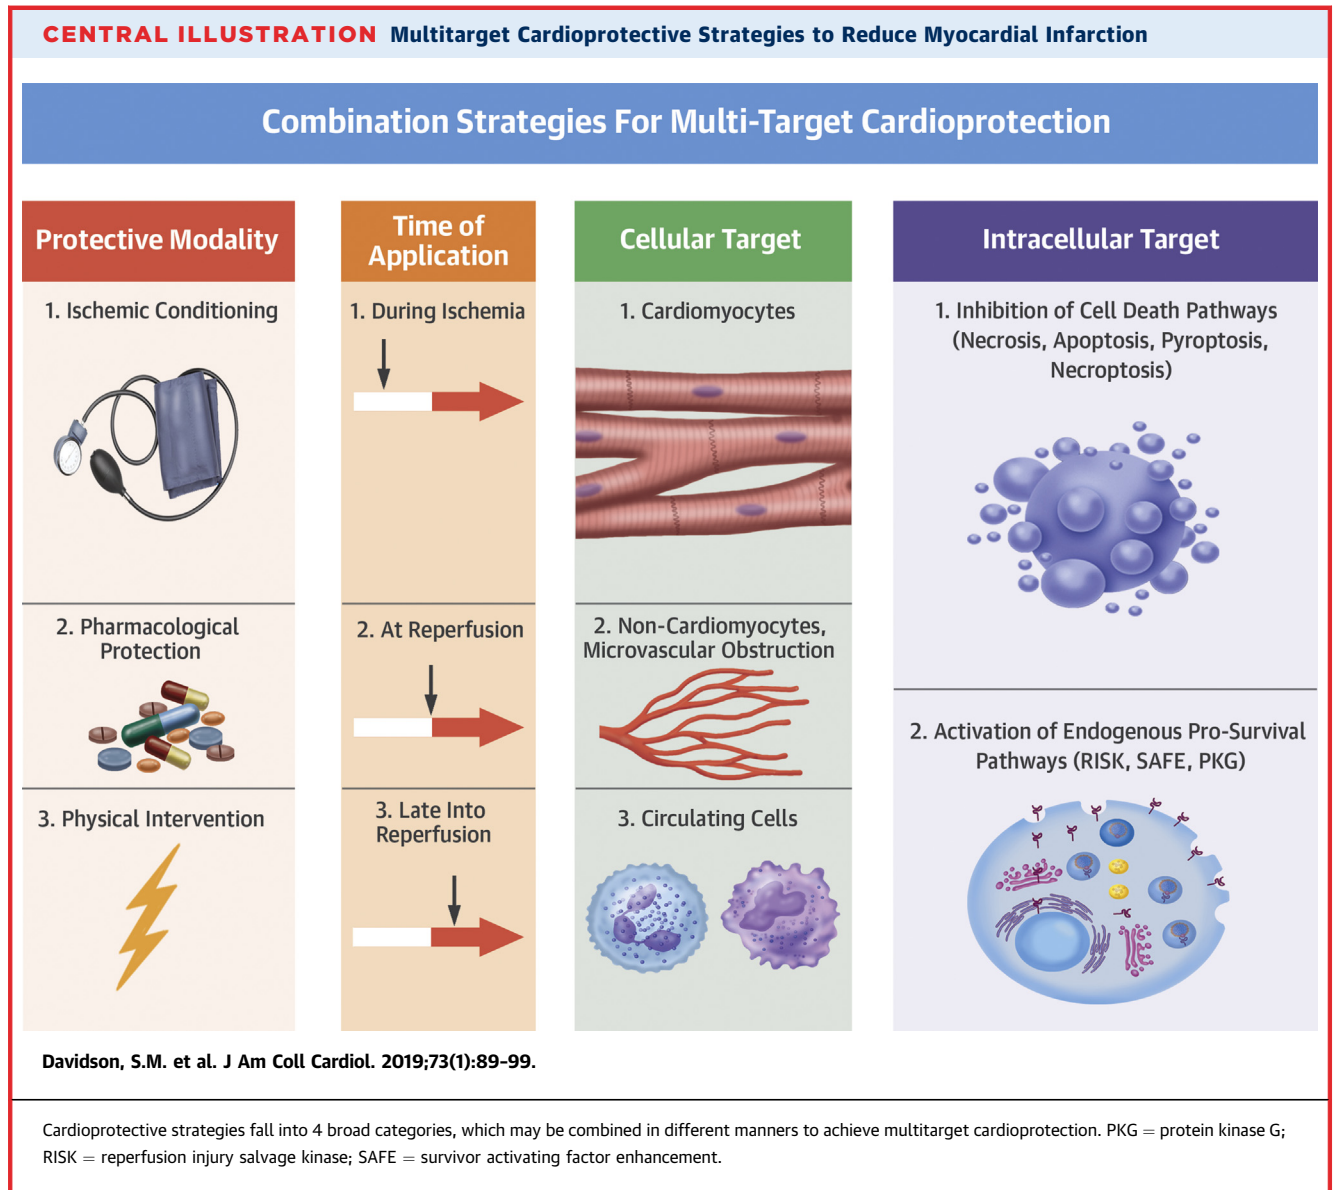 CENTRAL ILLUSTRATION Multitarget Cardioprotective Strategies to Reduce Myocardial Infarction
Combination Strategies For Multi-Target Cardioprotection
Protective Modality
1. Ischemic Conditioning
2. Pharmacological
Protection
3. Physical Intervention
Time of
Application
1. During Ischemia
2. At Reperfusion
3. Late Into
Reperfusion
Cellular Target
1. Cardiomyocytes
2. Non-Cardiomyocytes,
Microvascular Obstruction
3. Circulating Cells
Intracellular Target
1. Inhibition of Cell Death Pathways
(Necrosis, Apoptosis, Pyroptosis,
Necroptosis)
2. Activation of Endogenous Pro-Survival
Pathways (RISK, SAFE, PKG)
Davidson, S.M. et al. J Am Coll Cardiol. 2019;73(1):89–99.
Cardioprotective strategies fall into 4 broad categories, which may be combined in different manners to achieve multitarget cardioprotection. PKG = protein kinase G;
RISK = reperfusion injury salvage kinase; SAFE = survivor activating factor enhancement.